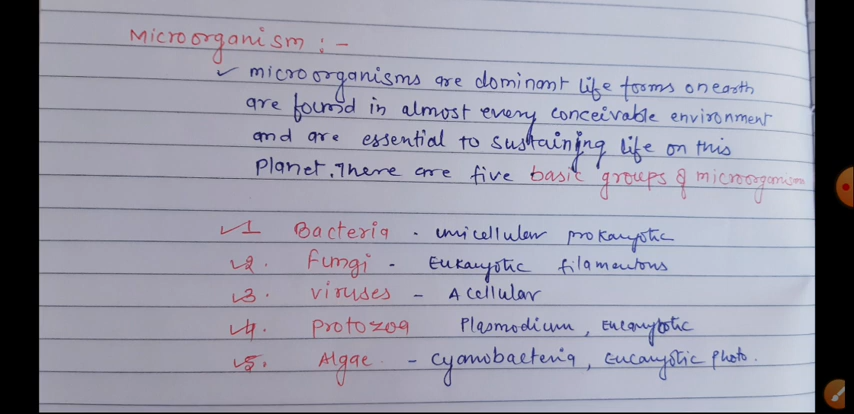 Microorganism :-
✓ microorganisms are dominant life forms on earth
are found in almost every conceivable environment
and are essential to sustaining life on this
Planet. There are five basic groups of microorganism
✓1 Bacteria - unicellular prokaryotic
✓2. Fungi - Eukaryotic filamentons
✓3. viruses - Acellular
✓4. Protozoa Plasmodium, Eucaryotic
✓5. Algae - cyanobacteria, Eucaryotic photo.